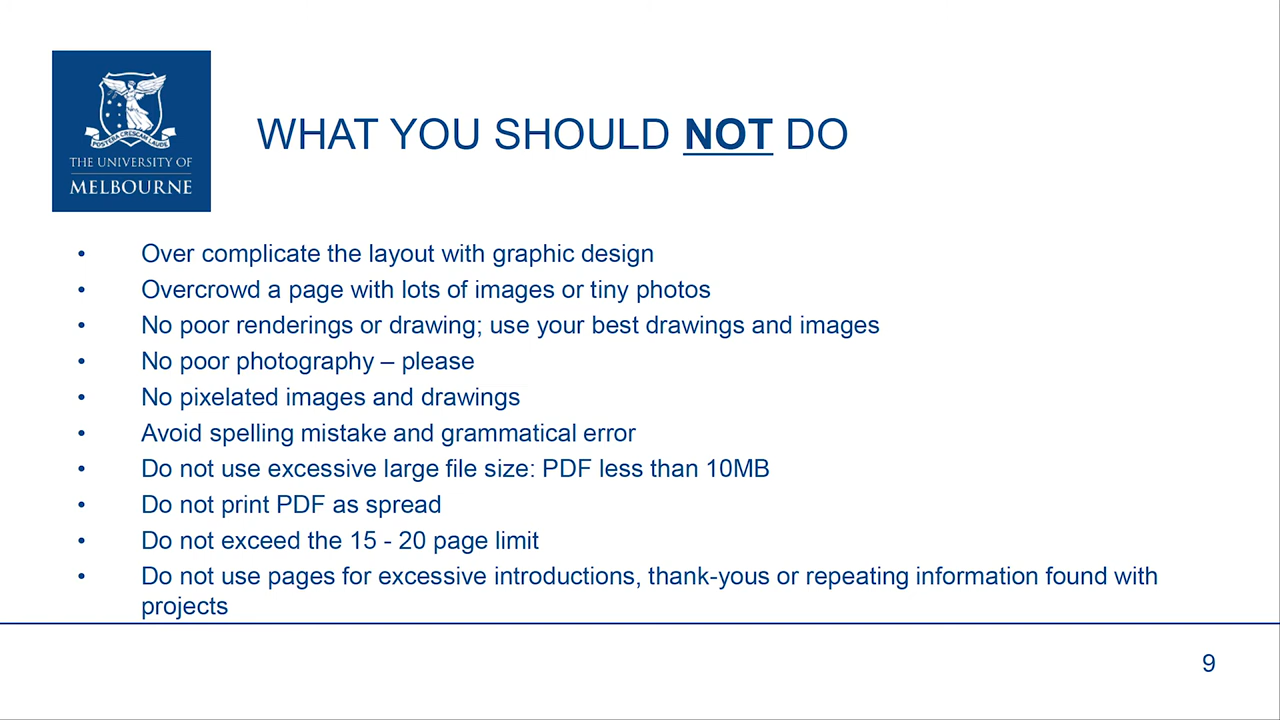 POSTERA CRESCAM LAUDE
THE UNIVERSITY OF
MELBOURNE
WHAT YOU SHOULD NOT DO
• Over complicate the layout with graphic design
• Overcrowd a page with lots of images or tiny photos
• No poor renderings or drawing; use your best drawings and images
• No poor photography – please
• No pixelated images and drawings
• Avoid spelling mistake and grammatical error
• Do not use excessive large file size: PDF less than 10MB
• Do not print PDF as spread
• Do not exceed the 15 - 20 page limit
• Do not use pages for excessive introductions, thank-yous or repeating information found with
projects
9